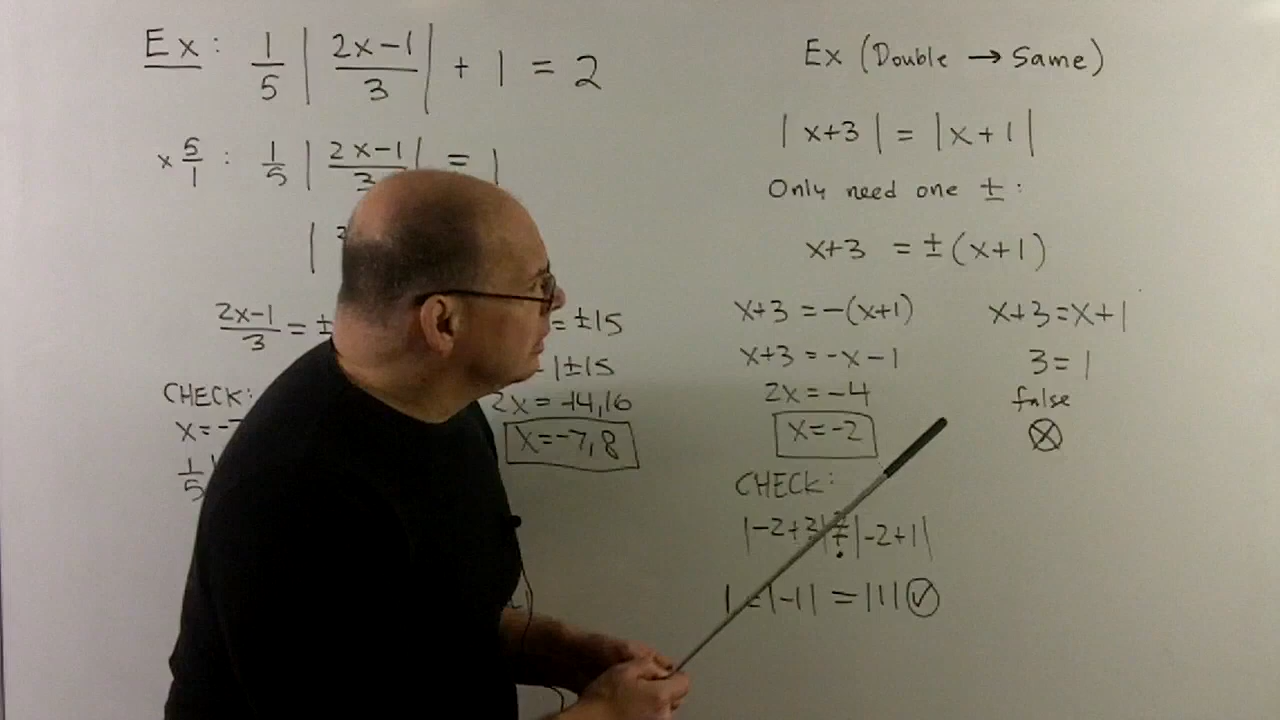 Ex: 1/5 | (2x-1)/3 | + 1 = 2
× 5/1 : 1/5 | (2x-1)/3 | = 1
|
(2x-1)/3 = ±
= ±15
1±15
2x = -14, 16
x = -7, 8
CHECK:
x = -7
1/5
Ex (Double → Same)
|x+3| = |x+1|
Only need one ±:
x+3 = ±(x+1)
x+3 = -(x+1)
x+3 = -x-1
2x = -4
x = -2
x+3 = x+1
3 = 1
false
⊗
CHECK:
|-2+3| =? |-2+1|
1 = |-1| = |1| ✓